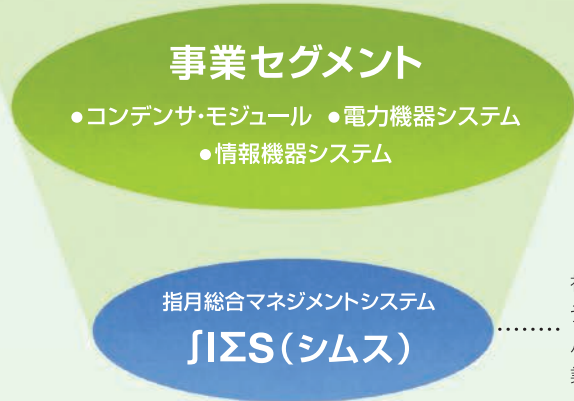 事業セグメント
●コンデンサ・モジュール ●電力機器システム
●情報機器システム
指月総合マネジメントシステム
∫IΣS(シムス)